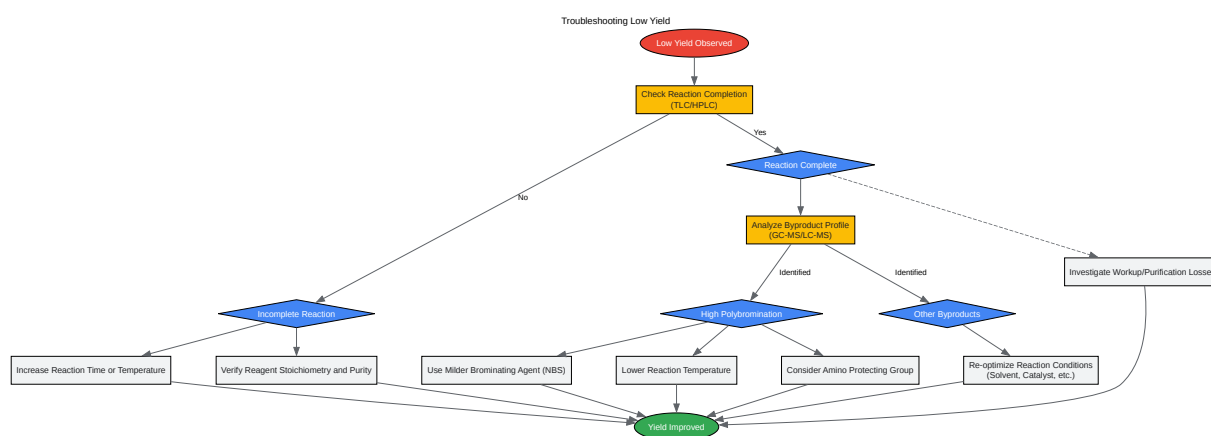 Troubleshooting Low Yield
Low Yield Observed
Check Reaction Completion
(TLC/HPLC)
Yes
Reaction Complete
No
Analyze Byproduct Profile
(GC-MS/LC-MS)
Identified
Identified
Investigate Workup/Purification Losse
Incomplete Reaction
High Polybromination
Other Byproducts
Increase Reaction Time or Temperature
Verify Reagent Stoichiometry and Purity
Use Milder Brominating Agent (NBS)
Lower Reaction Temperature
Consider Amino Protecting Group
Re-optimize Reaction Conditions
(Solvent, Catalyst, etc.)
Yield Improved